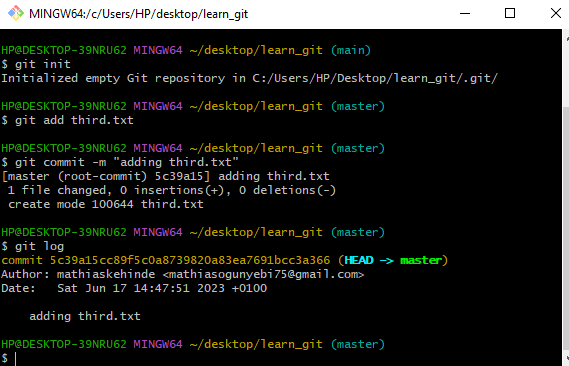 MINGW64:/c/Users/HP/desktop/learn_git
HP@DESKTOP-39NRU62 MINGW64 ~/desktop/learn_git (main)
$ git init
Initialized empty Git repository in C:/Users/HP/Desktop/learn_git/.git/
HP@DESKTOP-39NRU62 MINGW64 ~/desktop/learn_git (master)
$ git add third.txt
HP@DESKTOP-39NRU62 MINGW64 ~/desktop/learn_git (master)
$ git commit -m "adding third.txt"
[master (root-commit) 5c39a15] adding third.txt
 1 file changed, 0 insertions(+), 0 deletions(-)
 create mode 100644 third.txt
HP@DESKTOP-39NRU62 MINGW64 ~/desktop/learn_git (master)
$ git log
commit 5c39a15cc89f5c0a8739820a83ea7691bcc3a366 (HEAD -> master)
Author: mathiaskehinde <mathiasogunyebi75@gmail.com>
Date:   Sat Jun 17 14:47:51 2023 +0100
    adding third.txt
HP@DESKTOP-39NRU62 MINGW64 ~/desktop/learn_git (master)
$